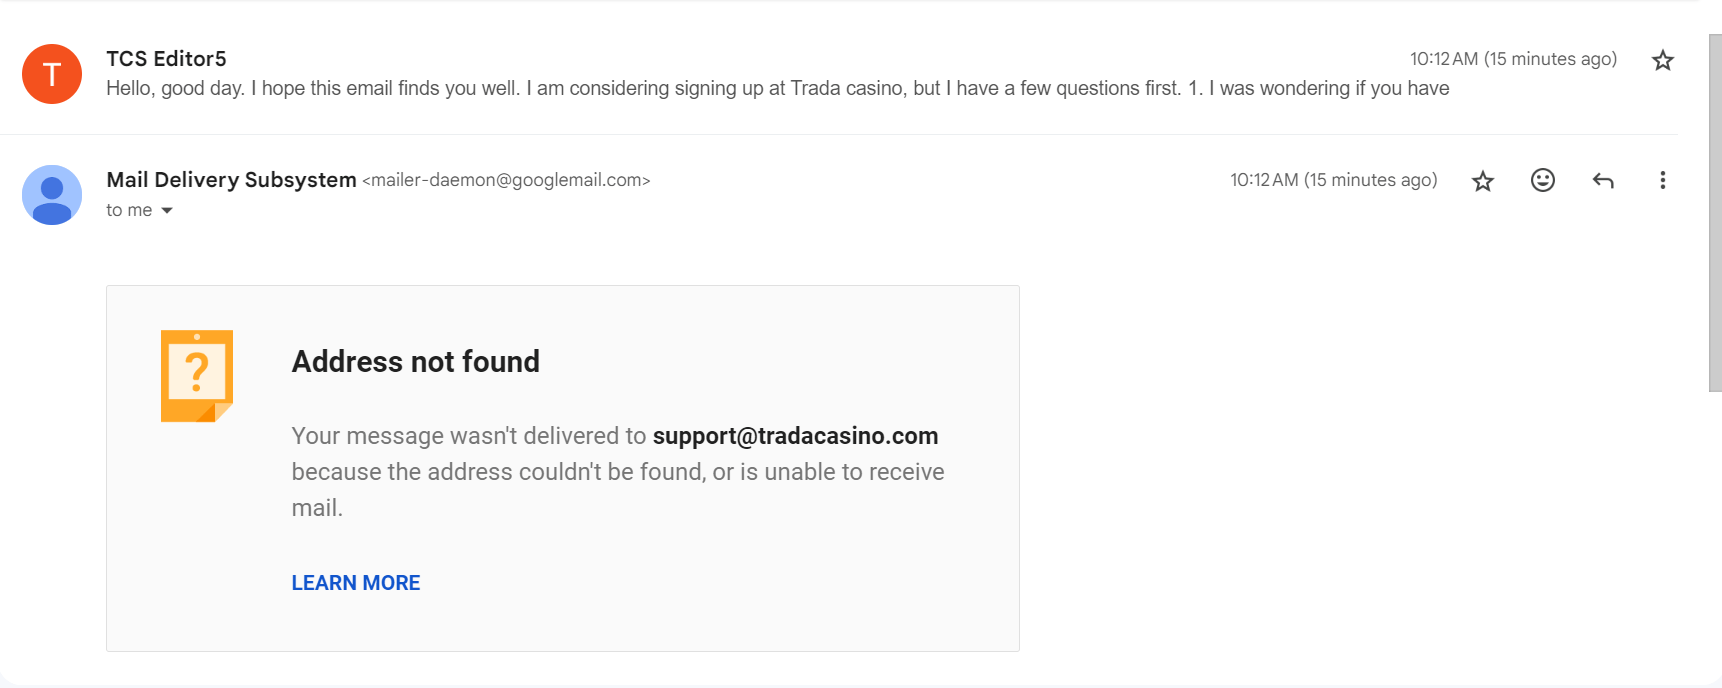 T
TCS Editor5
10:12 AM (15 minutes ago)
Hello, good day. I hope this email finds you well. I am considering signing up at Trada casino, but I have a few questions first. 1. I was wondering if you have
Mail Delivery Subsystem <mailer-daemon@googlemail.com>
10:12 AM (15 minutes ago)
to me
?
Address not found
Your message wasn't delivered to support@tradacasino.com
because the address couldn't be found, or is unable to receive
mail.
LEARN MORE